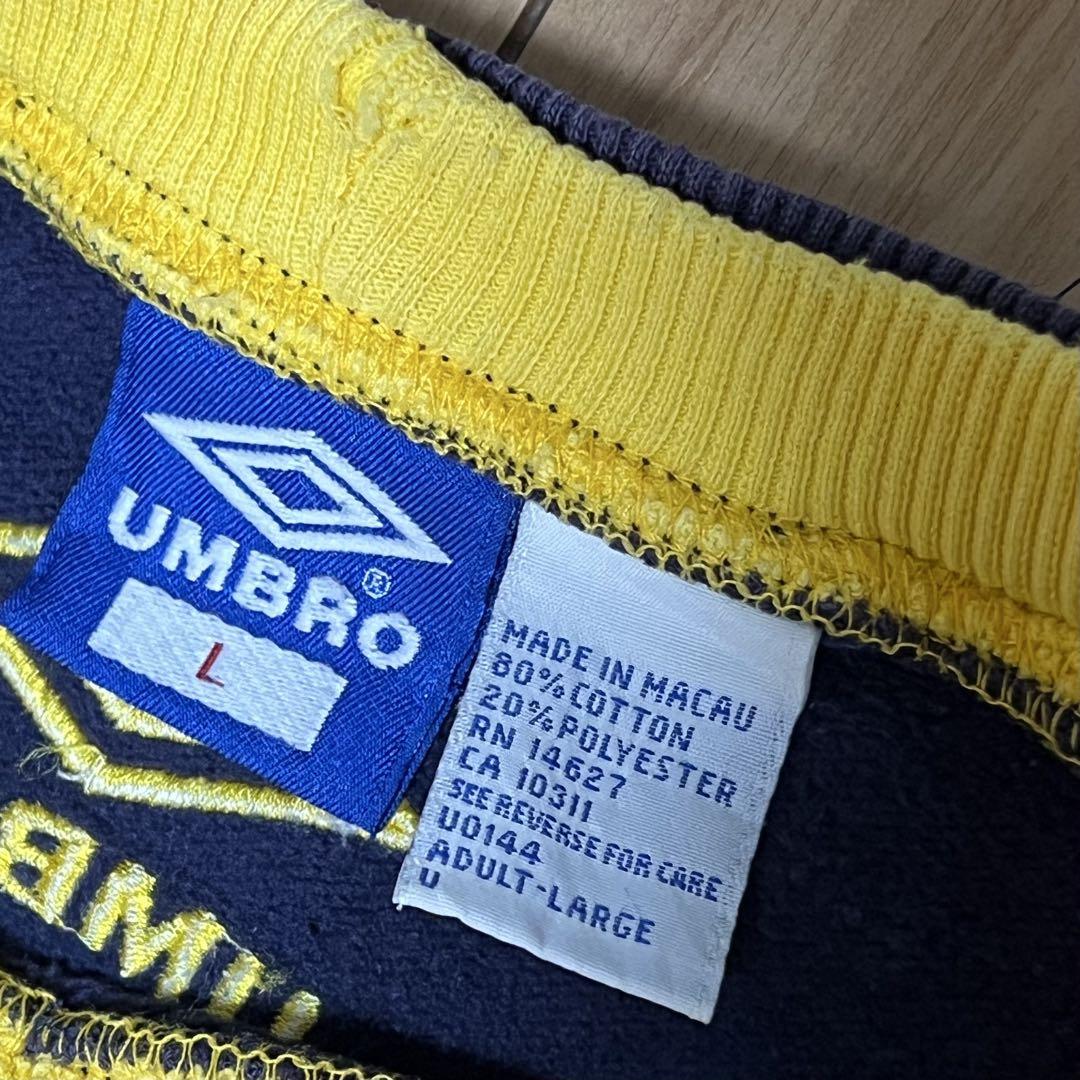 UMBRO®
L
MADE IN MACAU
80% COTTON
20% POLYESTER
RN 14627
CA 10311
SEE REVERSE FOR CARE
U0144
ADULT-LARGE
U
UMB